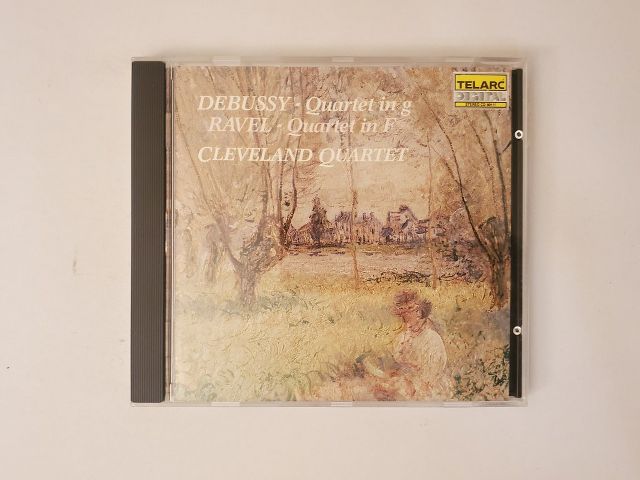 DEBUSSY · Quartet in g
RAVEL · Quartet in F
CLEVELAND QUARTET
TELARC
DIGITAL